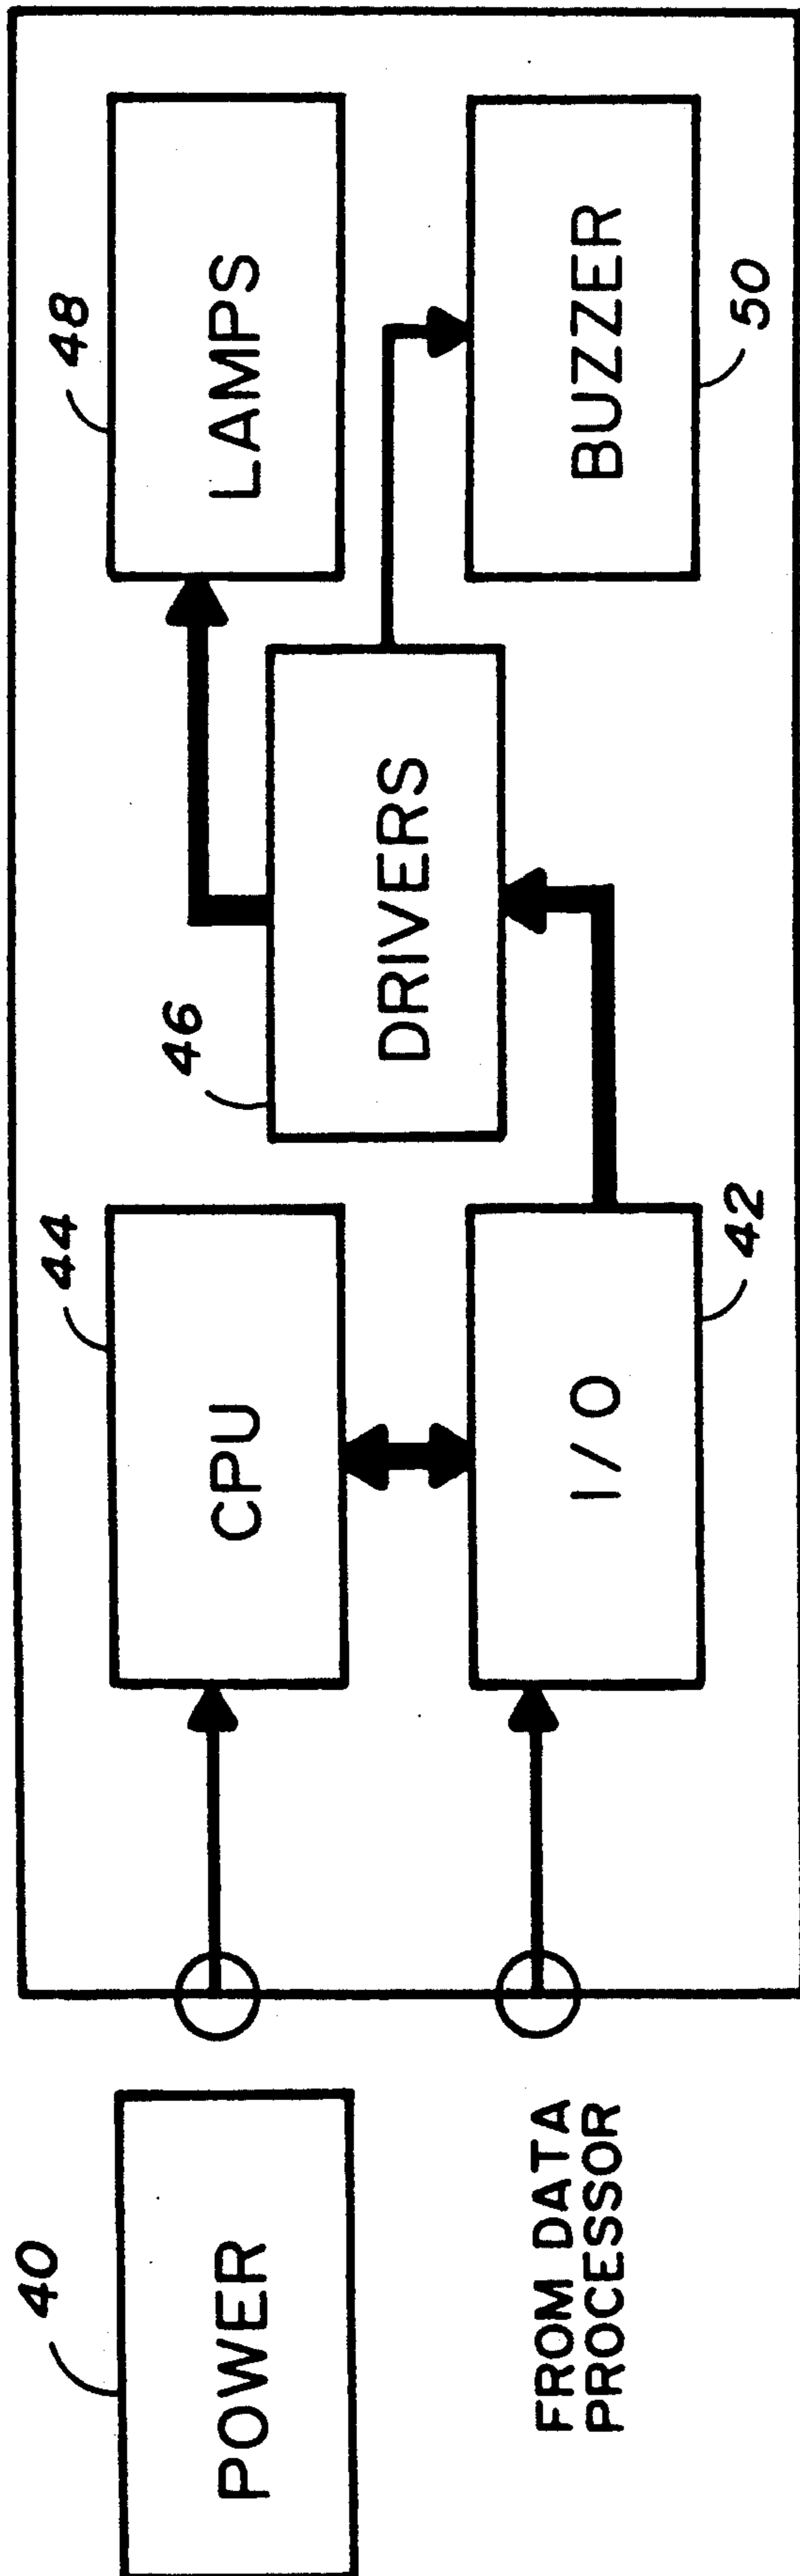 40
POWER
FROM DATA
PROCESSOR
44
CPU
I/O
42
46
DRIVERS
48
LAMPS
BUZZER
50